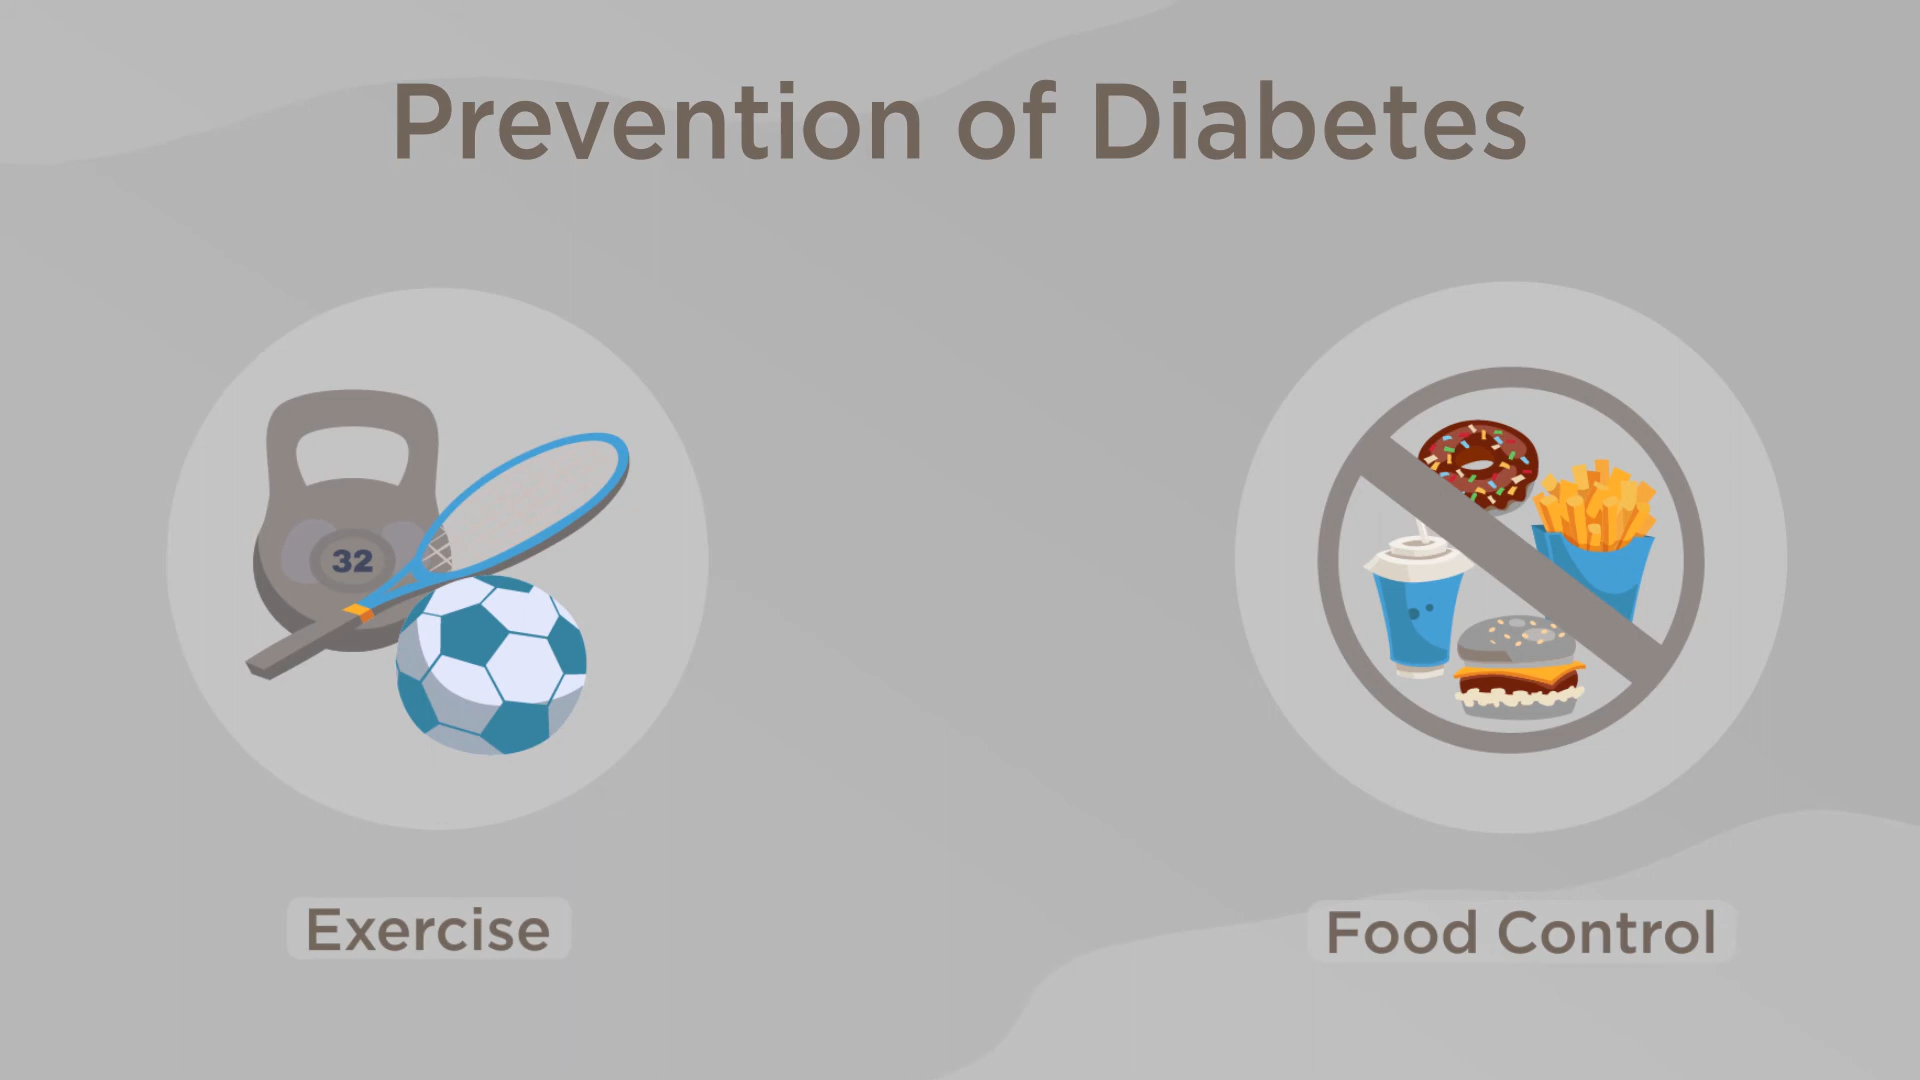 Prevention of Diabetes
32
Exercise
Food Control